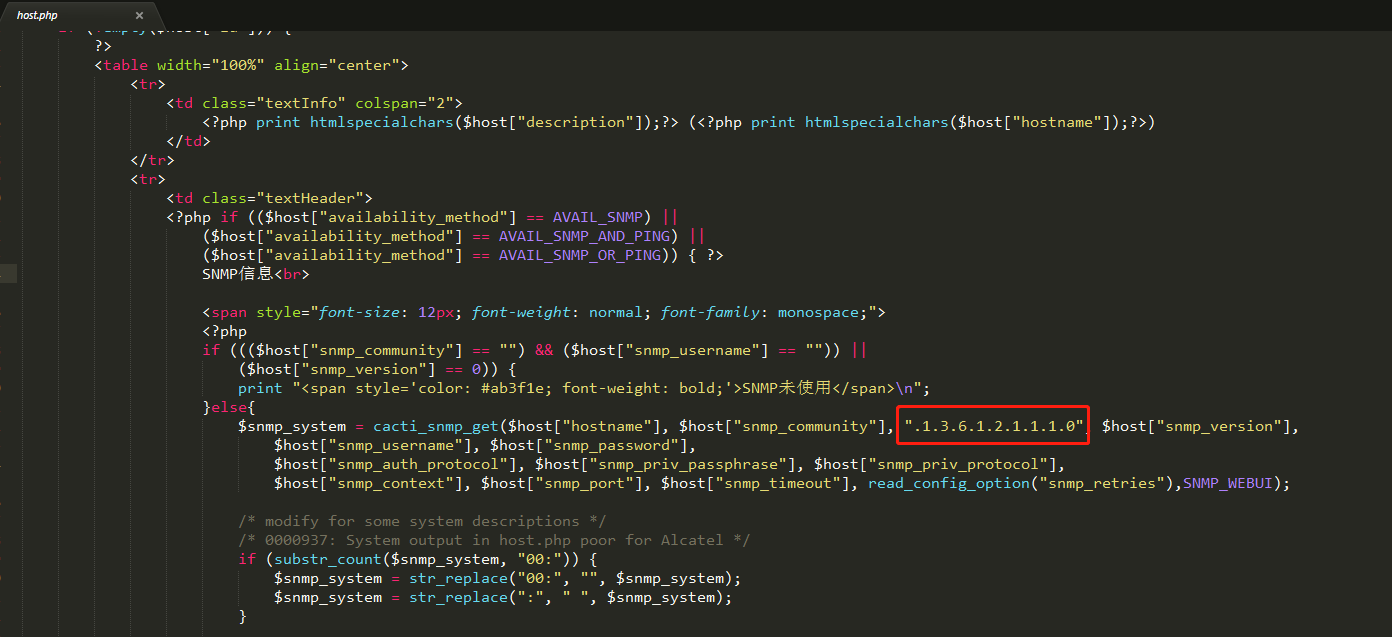 host.php ×
?>
<table width="100%" align="center">
<tr>
<td class="textInfo" colspan="2">
<?php print htmlspecialchars($host["description"]);?> (<?php print htmlspecialchars($host["hostname"]);?>)
</td>
</tr>
<tr>
<td class="textHeader">
<?php if (($host["availability_method"] == AVAIL_SNMP) ||
($host["availability_method"] == AVAIL_SNMP_AND_PING) ||
($host["availability_method"] == AVAIL_SNMP_OR_PING)) { ?>
SNMP信息<br>
<span style="font-size: 12px; font-weight: normal; font-family: monospace;">
<?php
if ((($host["snmp_community"] == "") && ($host["snmp_username"] == "")) ||
($host["snmp_version"] == 0)) {
print "<span style='color: #ab3f1e; font-weight: bold;'>SNMP未使用</span>\n";
}else{
$snmp_system = cacti_snmp_get($host["hostname"], $host["snmp_community"], ".1.3.6.1.2.1.1.1.0", $host["snmp_version"],
$host["snmp_username"], $host["snmp_password"],
$host["snmp_auth_protocol"], $host["snmp_priv_passphrase"], $host["snmp_priv_protocol"],
$host["snmp_context"], $host["snmp_port"], $host["snmp_timeout"], read_config_option("snmp_retries"),SNMP_WEBUI);
/* modify for some system descriptions */
/* 0000937: System output in host.php poor for Alcatel */
if (substr_count($snmp_system, "00:")) {
$snmp_system = str_replace("00:", "", $snmp_system);
$snmp_system = str_replace(":", " ", $snmp_system);
}